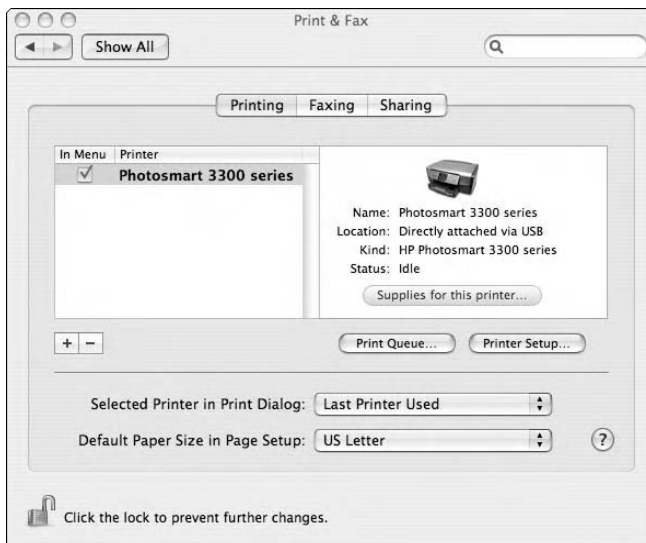 Print & Fax
Show All
Printing Faxing Sharing
In Menu Printer
Photosmart 3300 series
Name: Photosmart 3300 series
Location: Directly attached via USB
Kind: HP Photosmart 3300 series
Status: Idle
Supplies for this printer...
+ −
Print Queue... Printer Setup...
Selected Printer in Print Dialog: Last Printer Used
Default Paper Size in Page Setup: US Letter ?
Click the lock to prevent further changes.